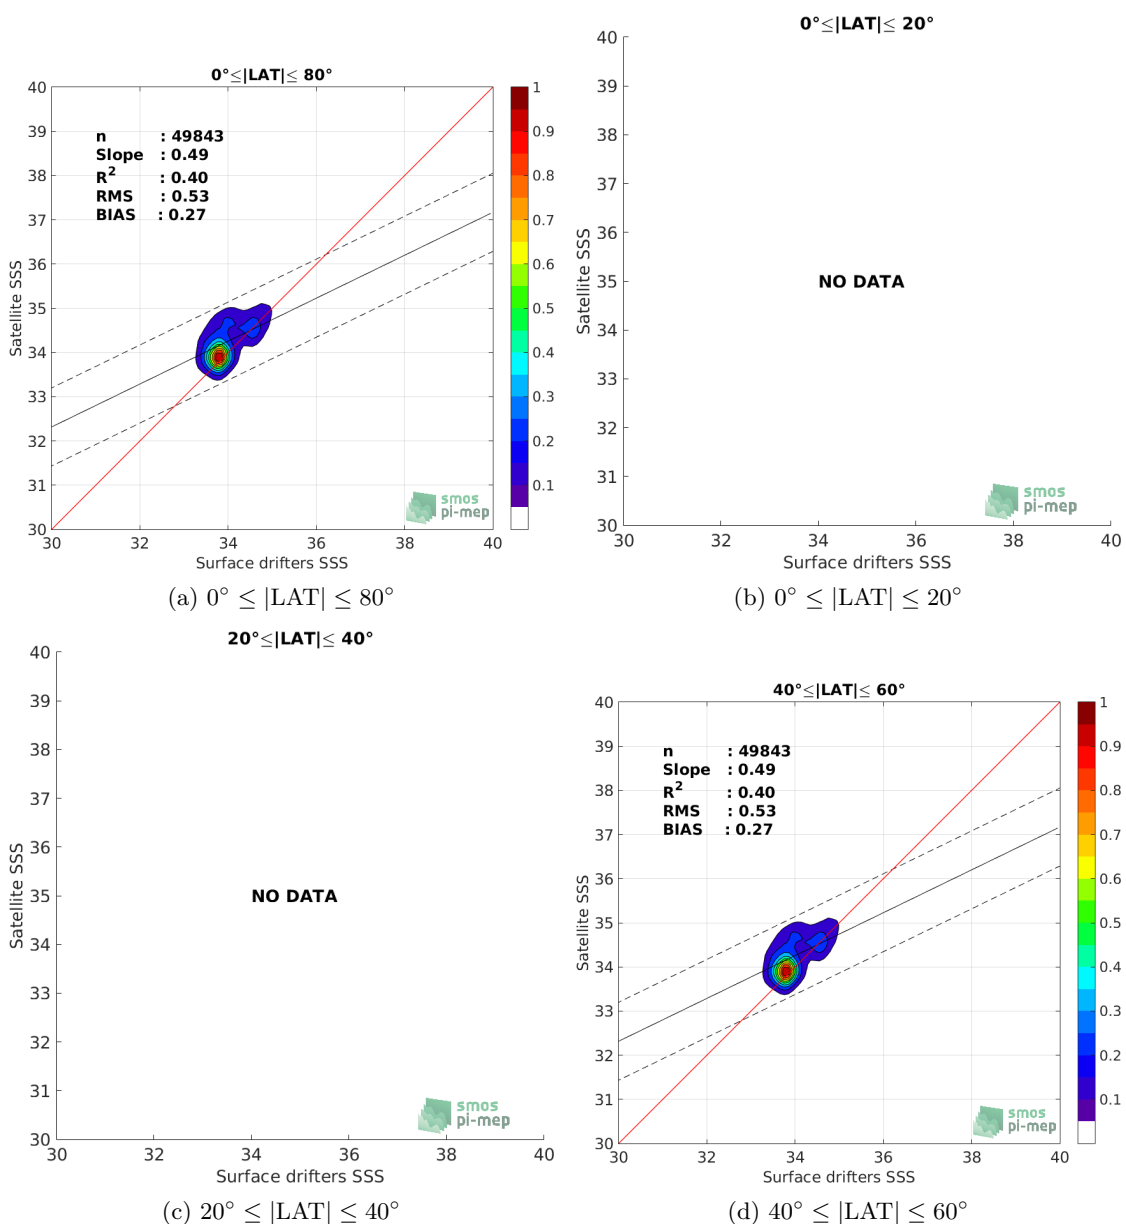 0°≤|LAT|≤ 80°
40
39
38
37
36
35
34
33
32
31
30
Satellite SSS
n : 49843
Slope : 0.49
R² : 0.40
RMS : 0.53
BIAS : 0.27
smos
pi-mep
30 32 34 36 38 40
Surface drifters SSS
1
0.9
0.8
0.7
0.6
0.5
0.4
0.3
0.2
0.1
(a) 0° ≤ |LAT| ≤ 80°
0°≤|LAT|≤ 20°
40
39
38
37
36
35
34
33
32
31
30
Satellite SSS
NO DATA
smos
pi-mep
30 32 34 36 38 40
Surface drifters SSS
(b) 0° ≤ |LAT| ≤ 20°
20°≤|LAT|≤ 40°
40
39
38
37
36
35
34
33
32
31
30
Satellite SSS
NO DATA
smos
pi-mep
30 32 34 36 38 40
Surface drifters SSS
(c) 20° ≤ |LAT| ≤ 40°
40°≤|LAT|≤ 60°
40
39
38
37
36
35
34
33
32
31
30
Satellite SSS
n : 49843
Slope : 0.49
R² : 0.40
RMS : 0.53
BIAS : 0.27
smos
pi-mep
30 32 34 36 38 40
Surface drifters SSS
1
0.9
0.8
0.7
0.6
0.5
0.4
0.3
0.2
0.1
(d) 40° ≤ |LAT| ≤ 60°